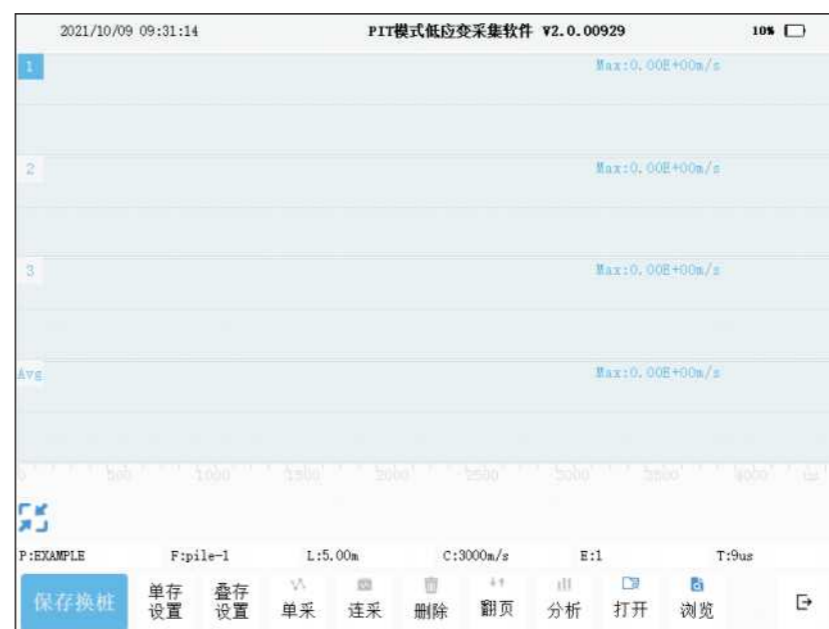 2021/10/09 09:31:14 PIT模式低应变采集软件 V2.0.00929 10%
1 Max:0.00E+00m/s
2 Max:0.00E+00m/s
3 Max:0.00E+00m/s
Avg Max:0.00E+00m/s
0 500 1000 1500 2000 2500 3000 3500 4000 us
P:EXAMPLE F:pile-1 L:5.00m C:3000m/s E:1 T:9us
保存换桩 单存设置 叠存设置 单采 连采 删除 翻页 分析 打开 浏览